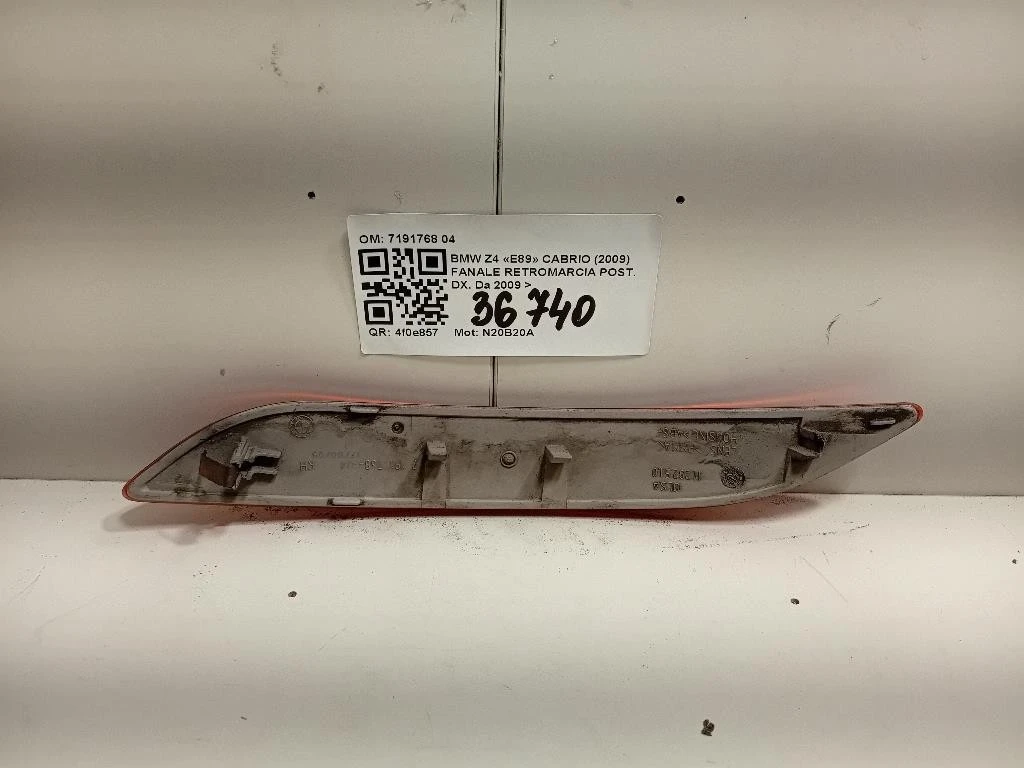 OM: 7191768 04
BMW Z4 «E89» CABRIO (2009)
FANALE RETROMARCIA POST.
DX. Da 2009 >
36 740
QR: 4f0e857 Mot: N20B20A
RH